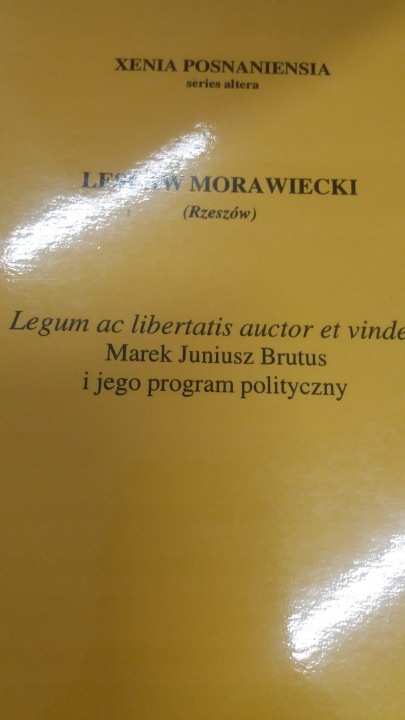 XENIA POSNANIENSIA
series altera
MORAWIECKI
(Rzeszów)
Legum ac libertatis auctor et vinde
Marek Juniusz Brutus
i jego program polityczny